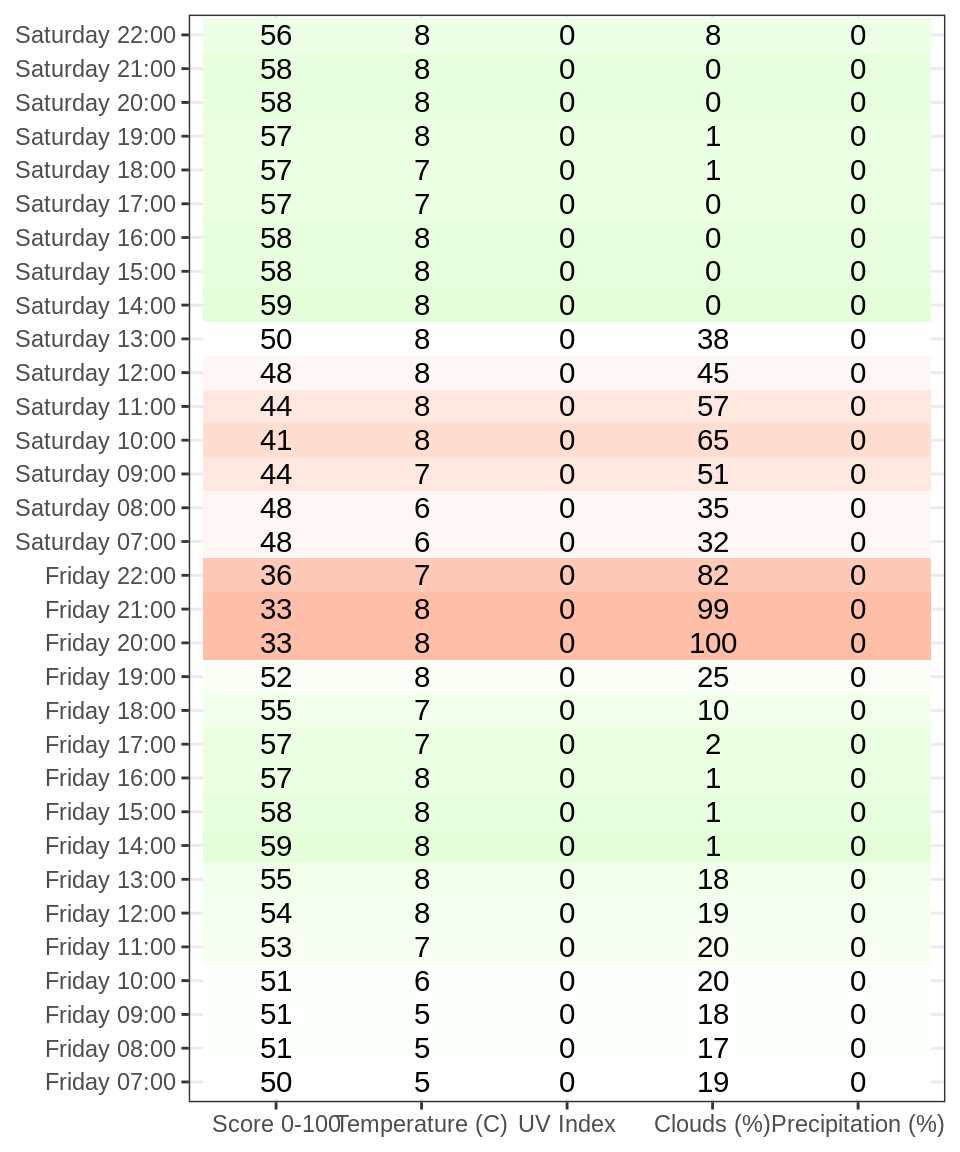 Saturday 22:00 56 8 0 8 0
Saturday 21:00 58 8 0 0 0
Saturday 20:00 58 8 0 0 0
Saturday 19:00 57 8 0 1 0
Saturday 18:00 57 7 0 1 0
Saturday 17:00 57 7 0 0 0
Saturday 16:00 58 8 0 0 0
Saturday 15:00 58 8 0 0 0
Saturday 14:00 59 8 0 0 0
Saturday 13:00 50 8 0 38 0
Saturday 12:00 48 8 0 45 0
Saturday 11:00 44 8 0 57 0
Saturday 10:00 41 8 0 65 0
Saturday 09:00 44 7 0 51 0
Saturday 08:00 48 6 0 35 0
Saturday 07:00 48 6 0 32 0
Friday 22:00 36 7 0 82 0
Friday 21:00 33 8 0 99 0
Friday 20:00 33 8 0 100 0
Friday 19:00 52 8 0 25 0
Friday 18:00 55 7 0 10 0
Friday 17:00 57 7 0 2 0
Friday 16:00 57 8 0 1 0
Friday 15:00 58 8 0 1 0
Friday 14:00 59 8 0 1 0
Friday 13:00 55 8 0 18 0
Friday 12:00 54 8 0 19 0
Friday 11:00 53 7 0 20 0
Friday 10:00 51 6 0 20 0
Friday 09:00 51 5 0 18 0
Friday 08:00 51 5 0 17 0
Friday 07:00 50 5 0 19 0
Score 0-100 Temperature (C) UV Index Clouds (%) Precipitation (%)